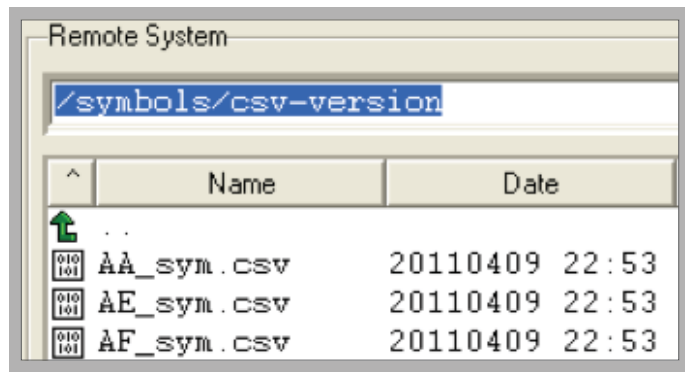 Remote System
/symbols/csv-version
^ Name Date
..
AA_sym.csv 20110409 22:53
AE_sym.csv 20110409 22:53
AF_sym.csv 20110409 22:53